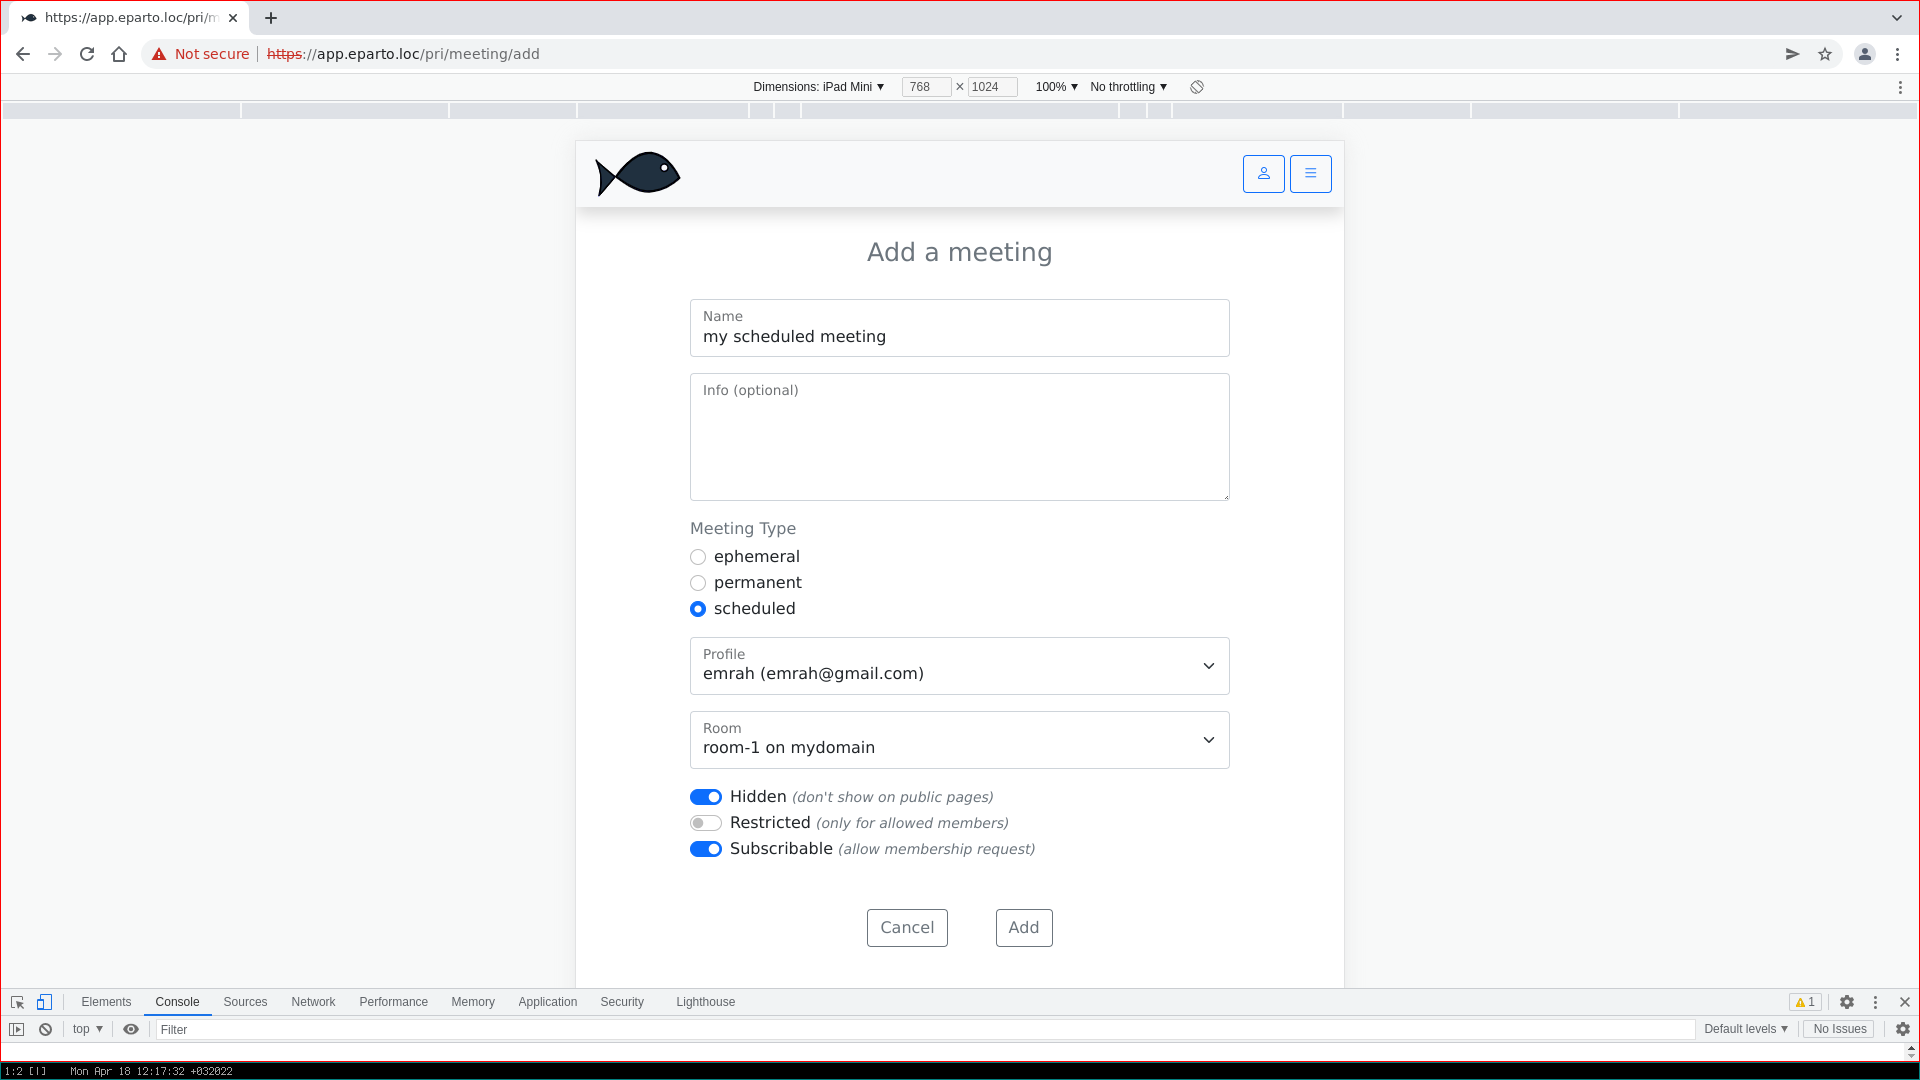 https://app.eparto.loc/pri/m
Not secure https://app.eparto.loc/pri/meeting/add
Dimensions: iPad Mini ▼ 768 × 1024 100% ▼ No throttling ▼
Add a meeting
Name
my scheduled meeting
Info (optional)
Meeting Type
ephemeral
permanent
scheduled
Profile
emrah (emrah@gmail.com)
Room
room-1 on mydomain
Hidden (don't show on public pages)
Restricted (only for allowed members)
Subscribable (allow membership request)
Cancel Add
Elements Console Sources Network Performance Memory Application Security Lighthouse 1
top ▼ Filter Default levels ▼ No Issues
1:2 [|] Mon Apr 18 12:17:32 +032022